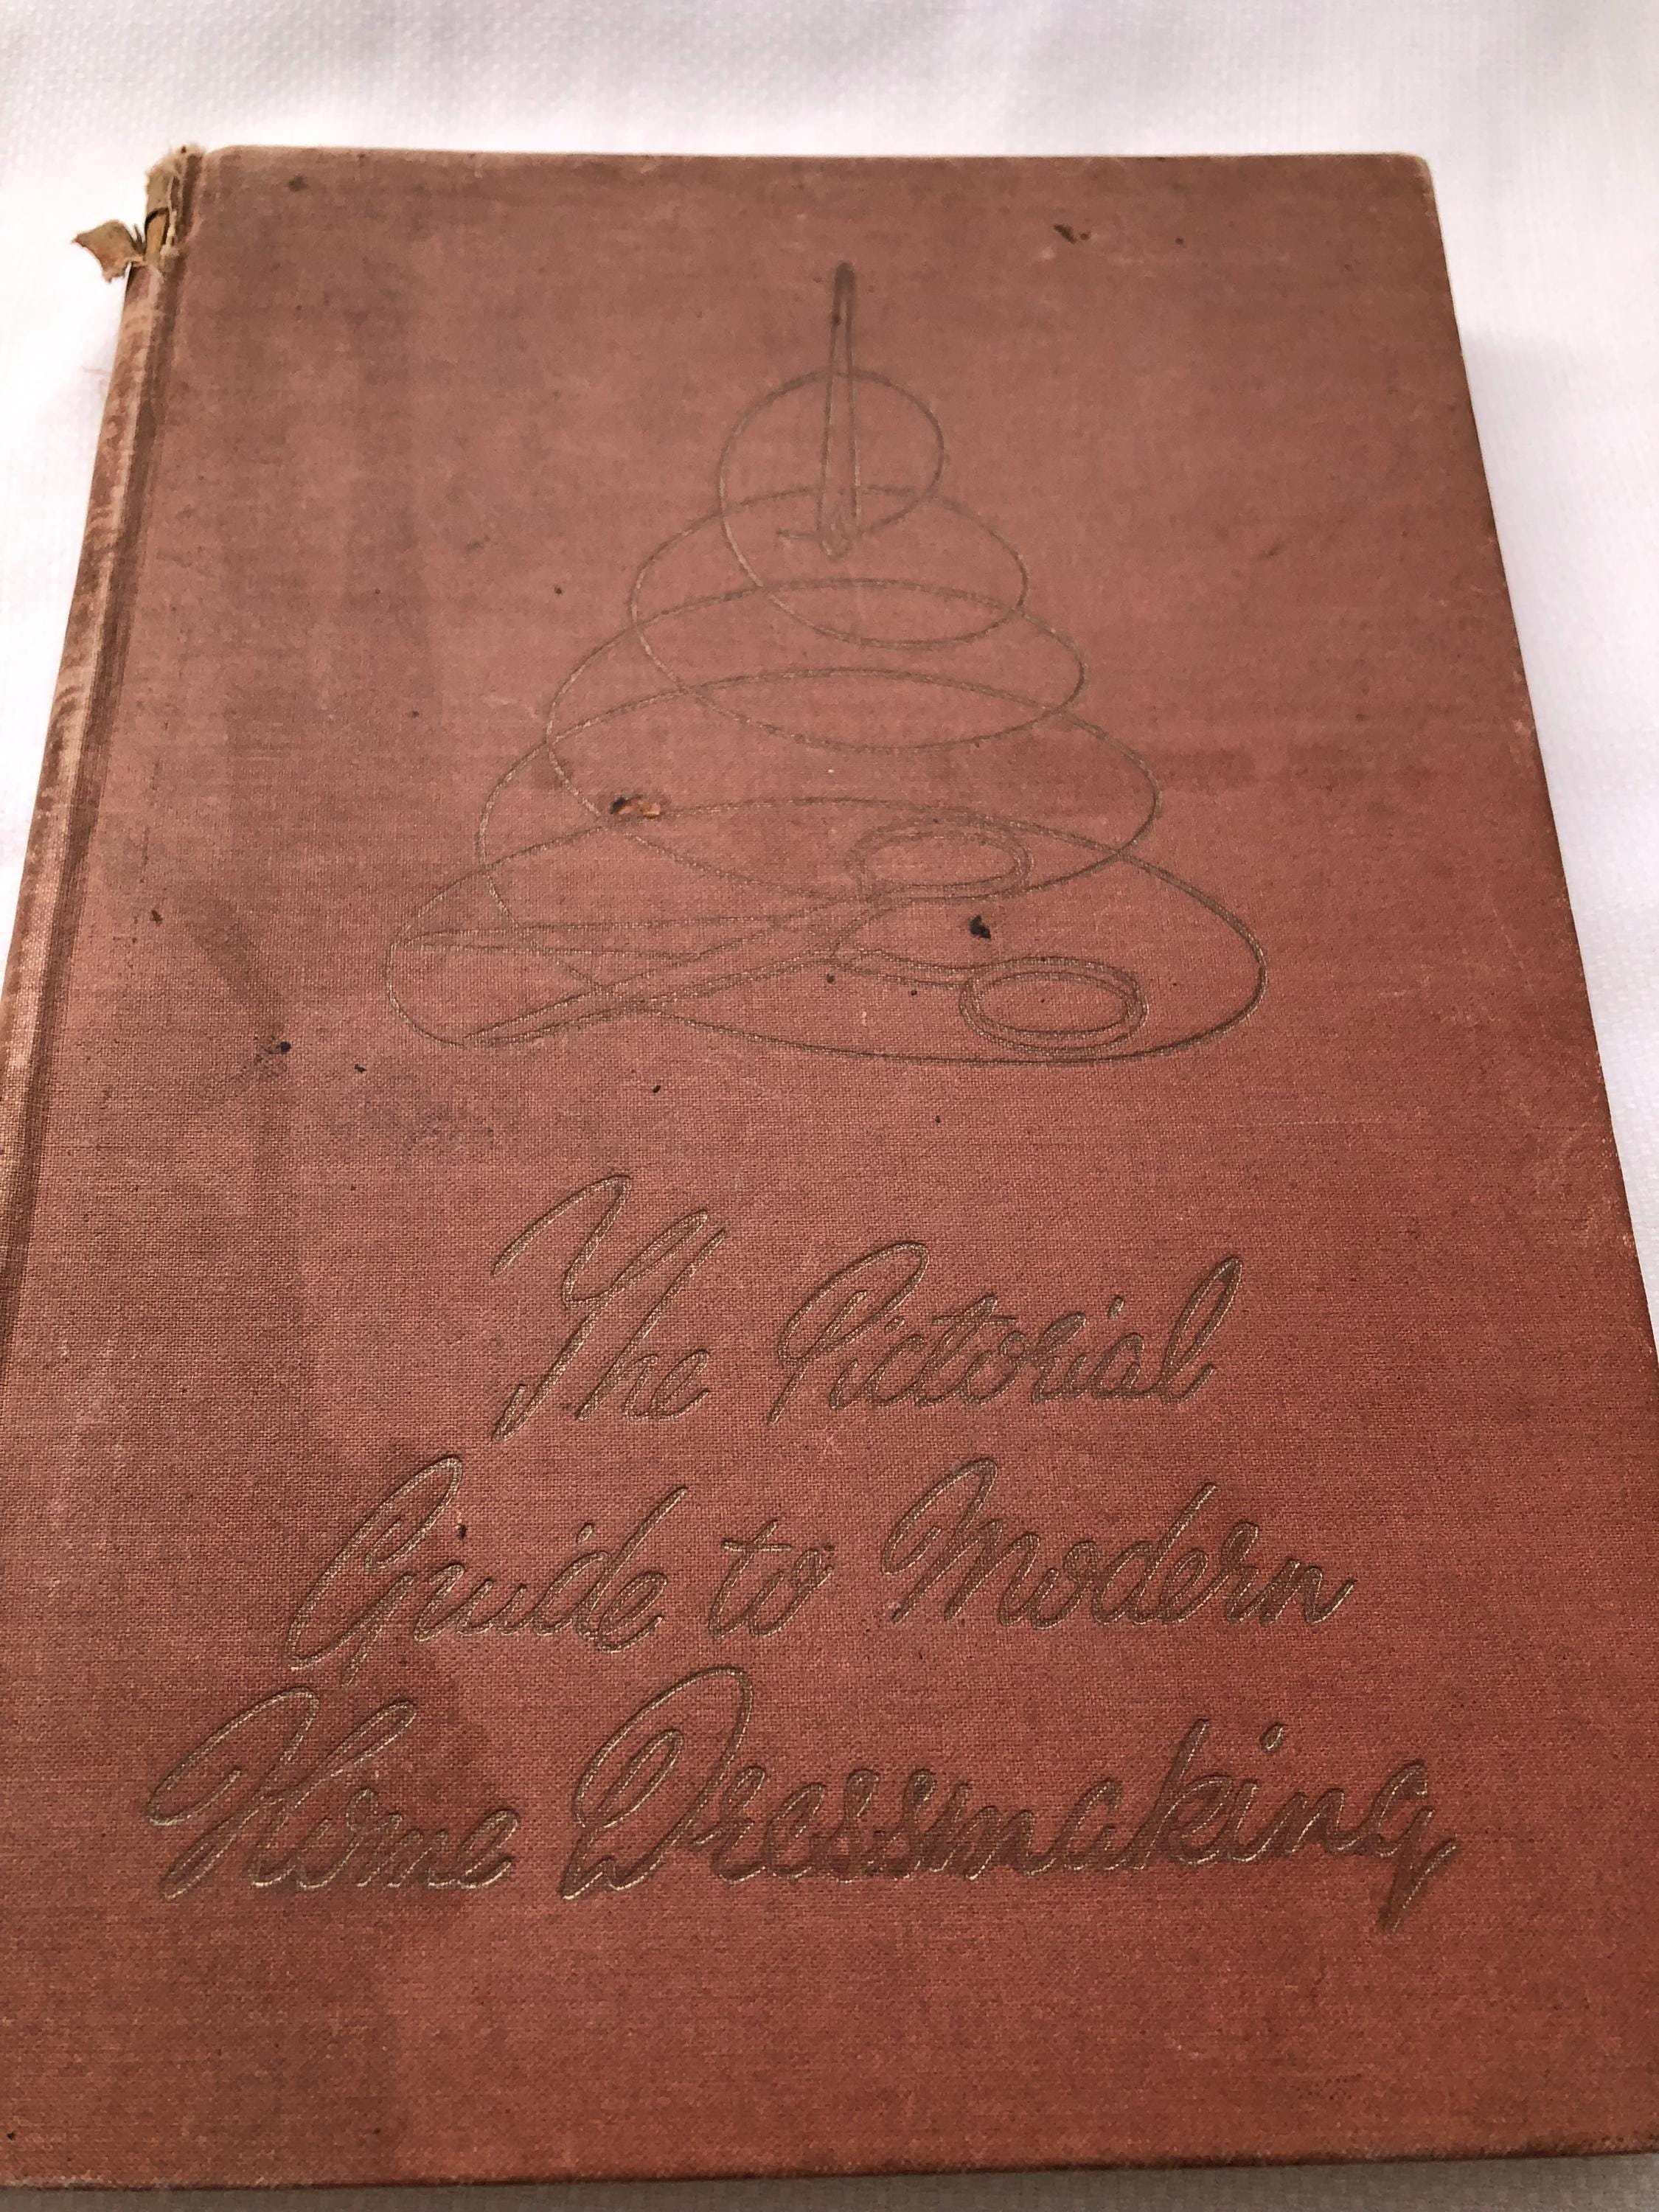 The Pictorial
Guide to Modern
Home Dressmaking